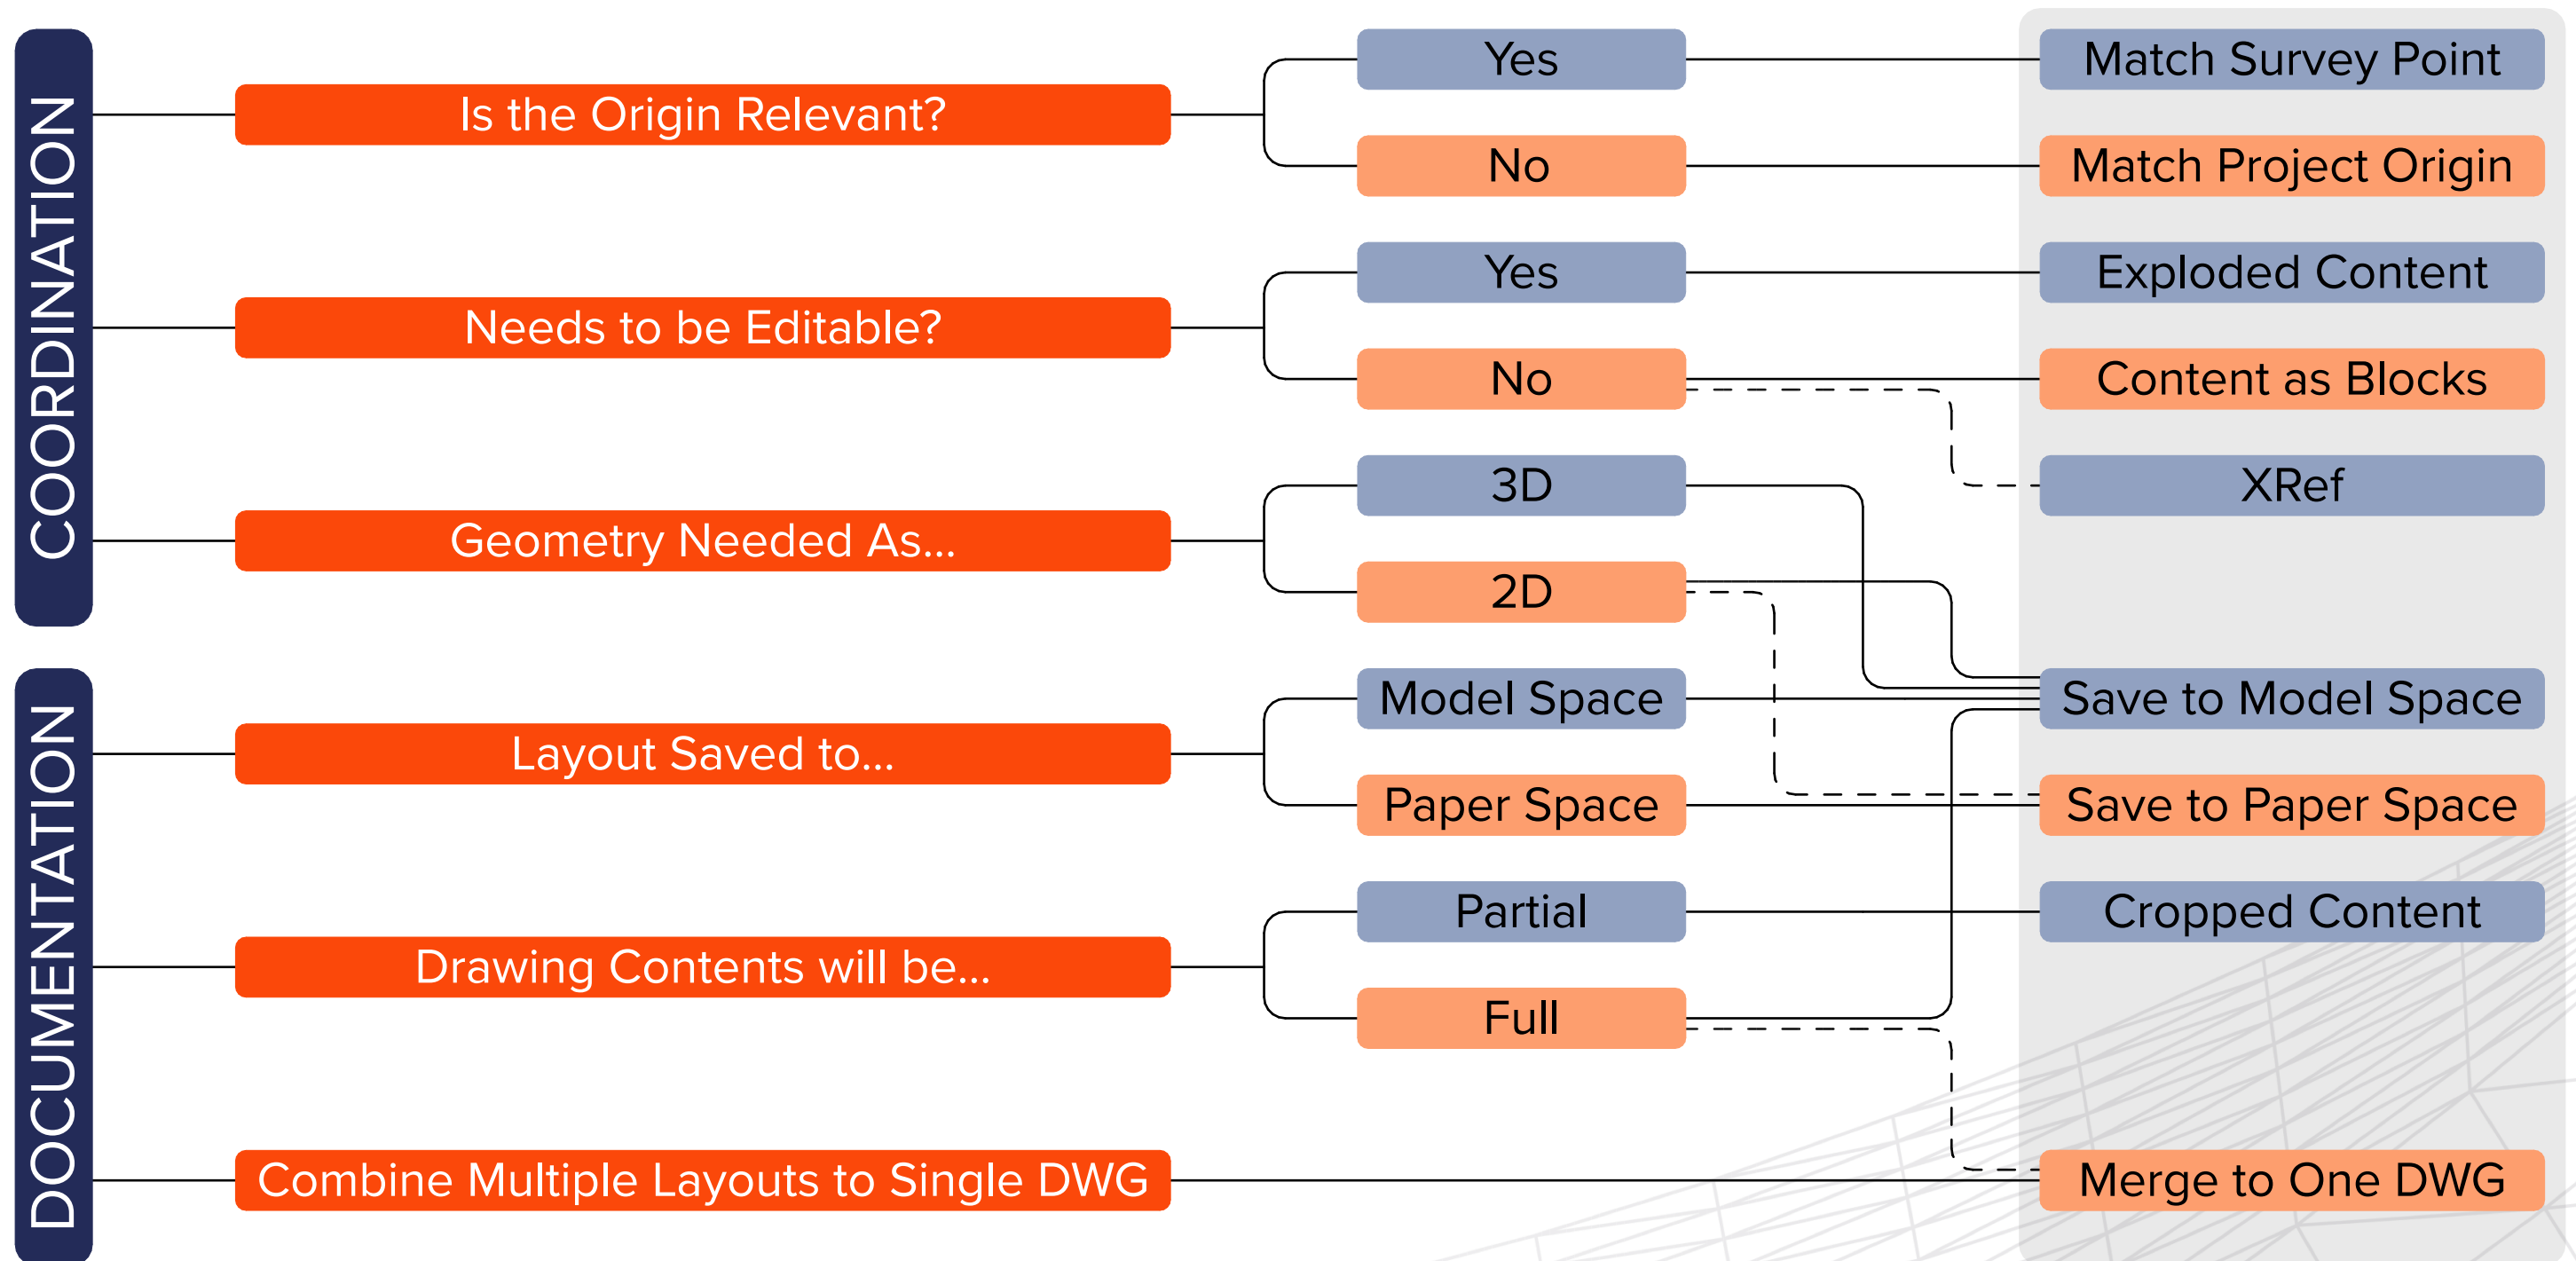 COORDINATION
Is the Origin Relevant?
Yes
Match Survey Point
No
Match Project Origin
Needs to be Editable?
Yes
Exploded Content
No
Content as Blocks
XRef
Geometry Needed As...
3D
2D
DOCUMENTATION
Layout Saved to...
Model Space
Save to Model Space
Paper Space
Save to Paper Space
Drawing Contents will be...
Partial
Cropped Content
Full
Combine Multiple Layouts to Single DWG
Merge to One DWG